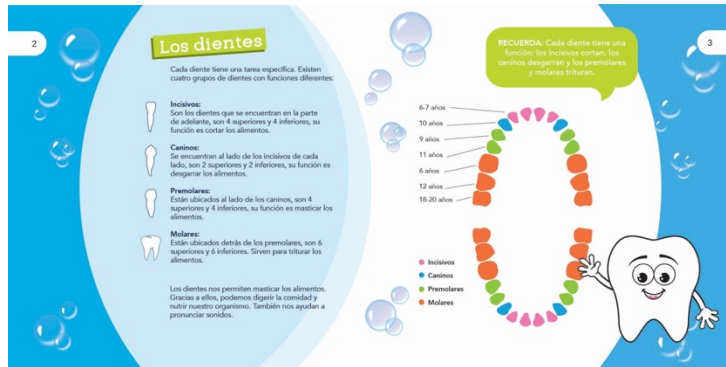 2
Los dientes
Cada diente tiene una tarea específica. Existen
cuatro grupos de dientes con funciones diferentes:
Incisivos:
Son los dientes que se encuentran en la parte
de adelante, son 4 superiores y 4 inferiores, su
función es cortar los alimentos.
Caninos:
Se encuentran al lado de los incisivos de cada
lado, son 2 superiores y 2 inferiores, su función es
desgarrar los alimentos.
Premolares:
Están ubicados al lado de los caninos, son 4
superiores y 4 inferiores, su función es masticar los
alimentos.
Molares:
Están ubicados detrás de los premolares, son 6
superiores y 6 inferiores. Sirven para triturar los
alimentos.
Los dientes nos permiten masticar los alimentos.
Gracias a ellos, podemos digerir la comidad y
nutrir nuestro organismo. También nos ayudan a
pronunciar sonidos.
RECUERDA: Cada diente tiene una
función: los incisivos cortan, los
caninos desgarran y los premolares
y molares trituran.
3
6-7 años
10 años
9 años
11 años
6 años
12 años
18-20 años
Incisivos
Caninos
Premolares
Molares